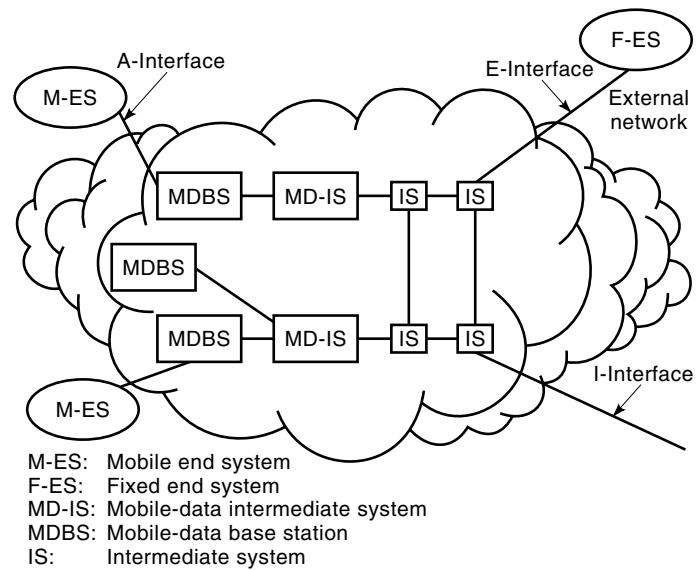 F-ES
A-Interface
E-Interface
M-ES
External
network
MDBS
MD-IS
IS
IS
MDBS
MDBS
MD-IS
IS
IS
I-Interface
M-ES
M-ES: Mobile end system
F-ES: Fixed end system
MD-IS: Mobile-data intermediate system
MDBS: Mobile-data base station
IS: Intermediate system